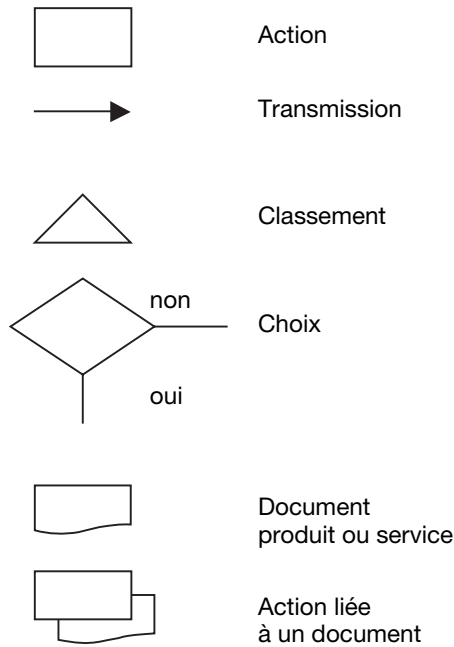 Action
Transmission
Classement
non
Choix
oui
Document
produit ou service
Action liée
à un document